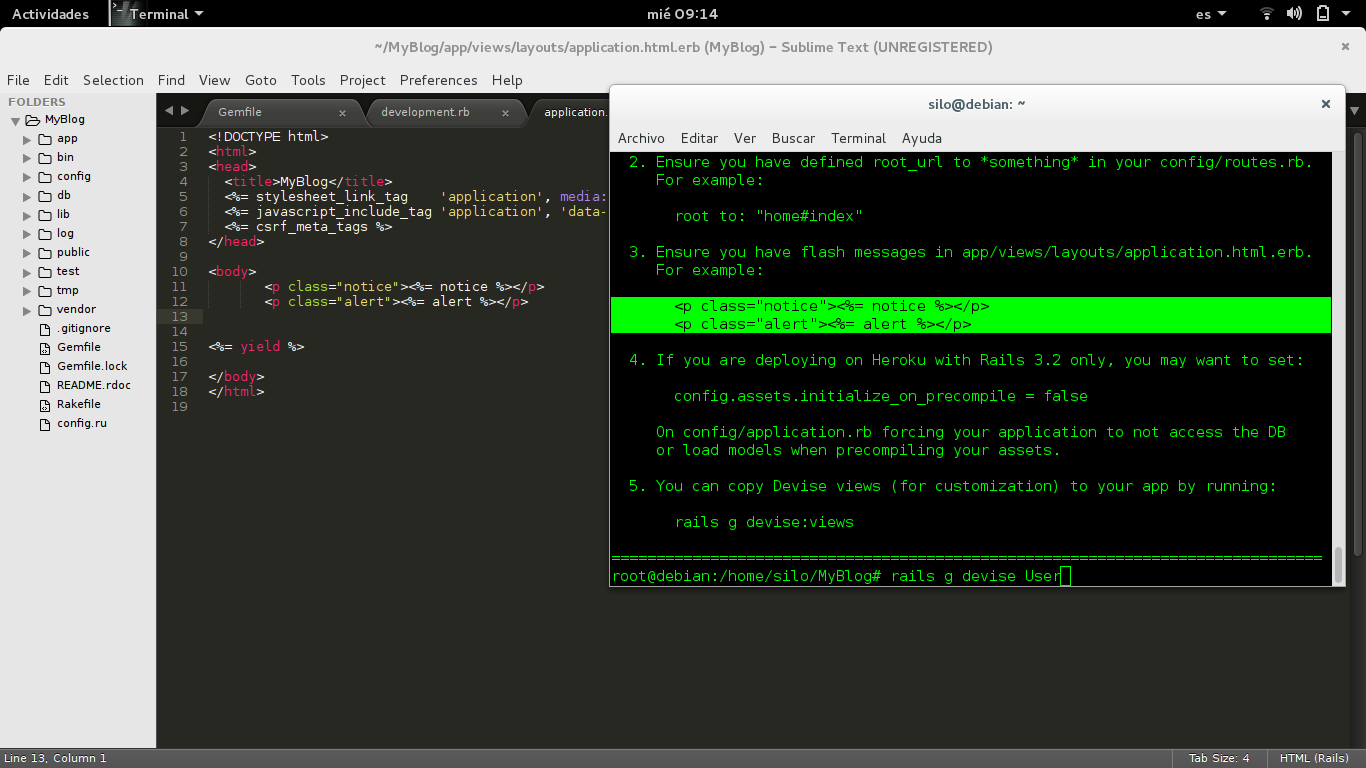 Actividades
Terminal
mié 09:14
es
~/MyBlog/app/views/layouts/application.html.erb (MyBlog) – Sublime Text (UNREGISTERED)
×
File Edit Selection Find View Goto Tools Project Preferences Help
FOLDERS
MyBlog
app
bin
config
db
lib
log
public
test
tmp
vendor
.gitignore
Gemfile
Gemfile.lock
README.rdoc
Rakefile
config.ru
Gemfile ×
development.rb ×
application.
1 <!DOCTYPE html>
2 <html>
3 <head>
4 <title>MyBlog</title>
5 <%= stylesheet_link_tag 'application', media:
6 <%= javascript_include_tag 'application', 'data-
7 <%= csrf_meta_tags %>
8 </head>
9
10 <body>
11 <p class="notice"><%= notice %></p>
12 <p class="alert"><%= alert %></p>
13
14
15 <%= yield %>
16
17 </body>
18 </html>
19
silo@debian: ~ ×
Archivo Editar Ver Buscar Terminal Ayuda
2. Ensure you have defined root_url to *something* in your config/routes.rb.
For example:
root to: "home#index"
3. Ensure you have flash messages in app/views/layouts/application.html.erb.
For example:
<p class="notice"><%= notice %></p>
<p class="alert"><%= alert %></p>
4. If you are deploying on Heroku with Rails 3.2 only, you may want to set:
config.assets.initialize_on_precompile = false
On config/application.rb forcing your application to not access the DB
or load models when precompiling your assets.
5. You can copy Devise views (for customization) to your app by running:
rails g devise:views
===============================================================================
root@debian:/home/silo/MyBlog# rails g devise User
Line 13, Column 1
Tab Size: 4
HTML (Rails)